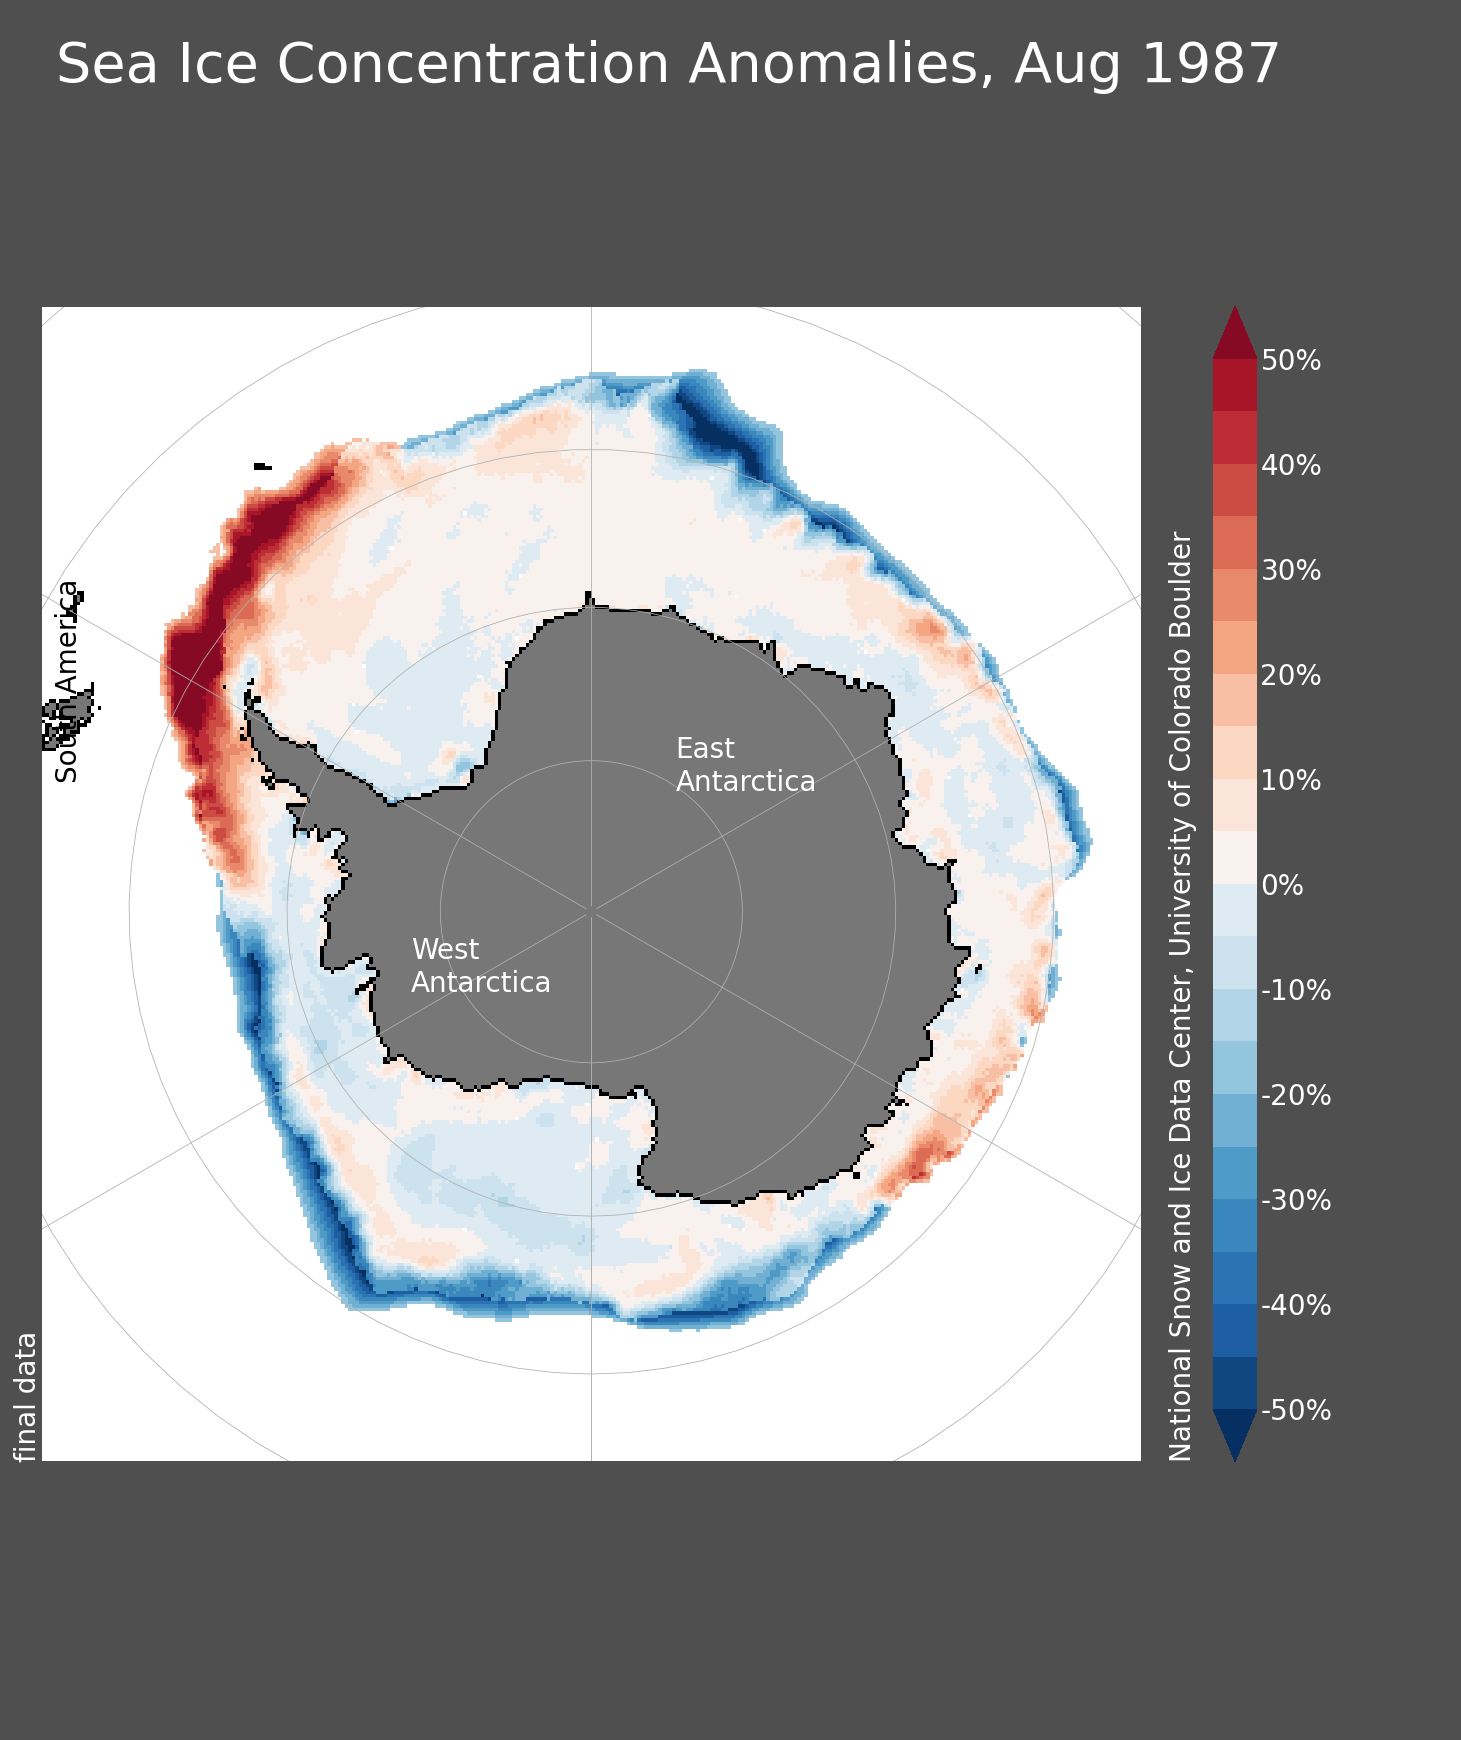 Sea Ice Concentration Anomalies, Aug 1987
South America
East
Antarctica
West
Antarctica
final data
National Snow and Ice Data Center, University of Colorado Boulder
50%
40%
30%
20%
10%
0%
-10%
-20%
-30%
-40%
-50%